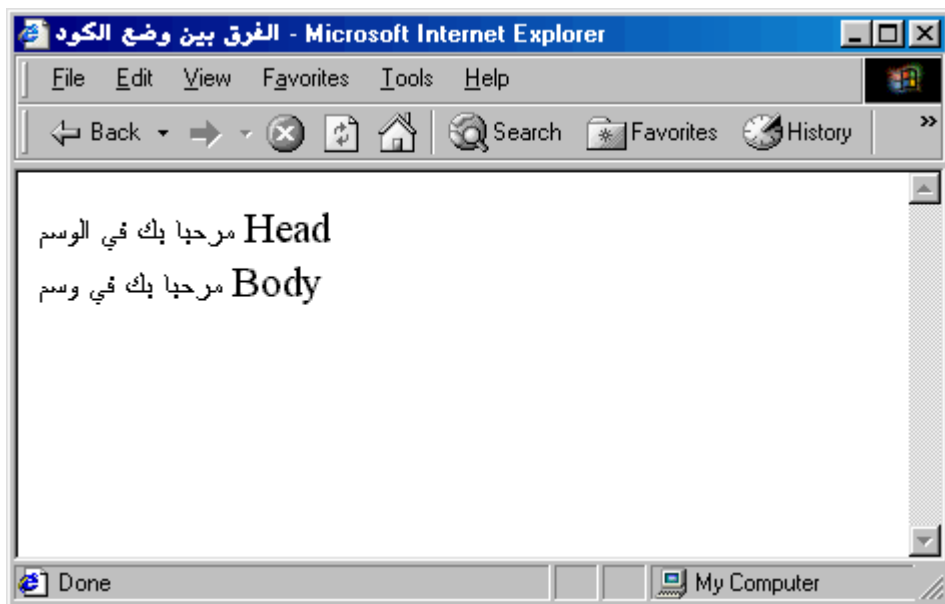 الفرق بين وضع الكود - Microsoft Internet Explorer
File Edit View Favorites Tools Help
Back Search Favorites History »
مرحبا بك في الوسم Head
مرحبا بك في وسم Body
Done My Computer